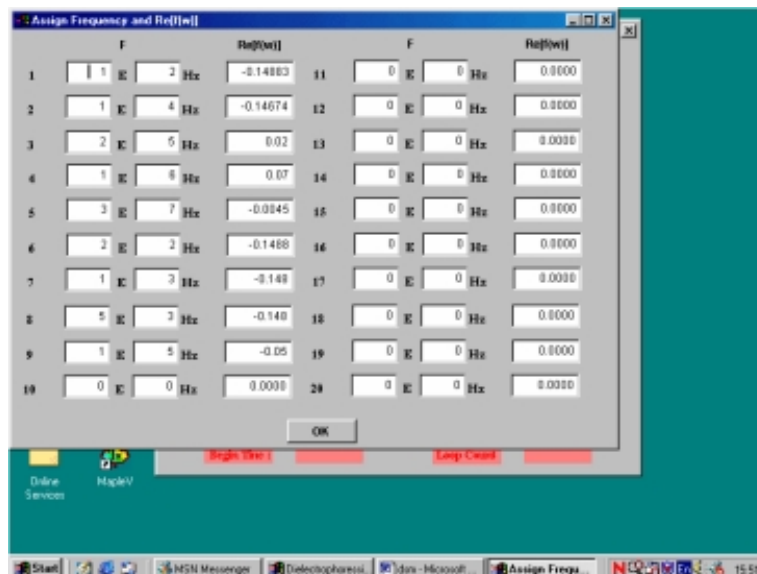 Assign Frequency and Re[f(w)]
F Re[f(w)] F Re[f(w)]
1 1 E 2 Hz -0.14883 11 0 E 0 Hz 0.0000
2 1 E 4 Hz -0.14674 12 0 E 0 Hz 0.0000
3 2 E 5 Hz 0.02 13 0 E 0 Hz 0.0000
4 1 E 6 Hz 0.07 14 0 E 0 Hz 0.0000
5 3 E 7 Hz -0.0045 15 0 E 0 Hz 0.0000
6 2 E 2 Hz -0.1488 16 0 E 0 Hz 0.0000
7 1 E 3 Hz -0.148 17 0 E 0 Hz 0.0000
8 5 E 3 Hz -0.148 18 0 E 0 Hz 0.0000
9 1 E 5 Hz -0.05 19 0 E 0 Hz 0.0000
10 0 E 0 Hz 0.0000 20 0 E 0 Hz 0.0000
OK
Begin Time : Loop Count
Online Services
MapleV
Start MSN Messenger Dielectrophoressi... dsm - Microsoft ... Assign Frequ... 15:5